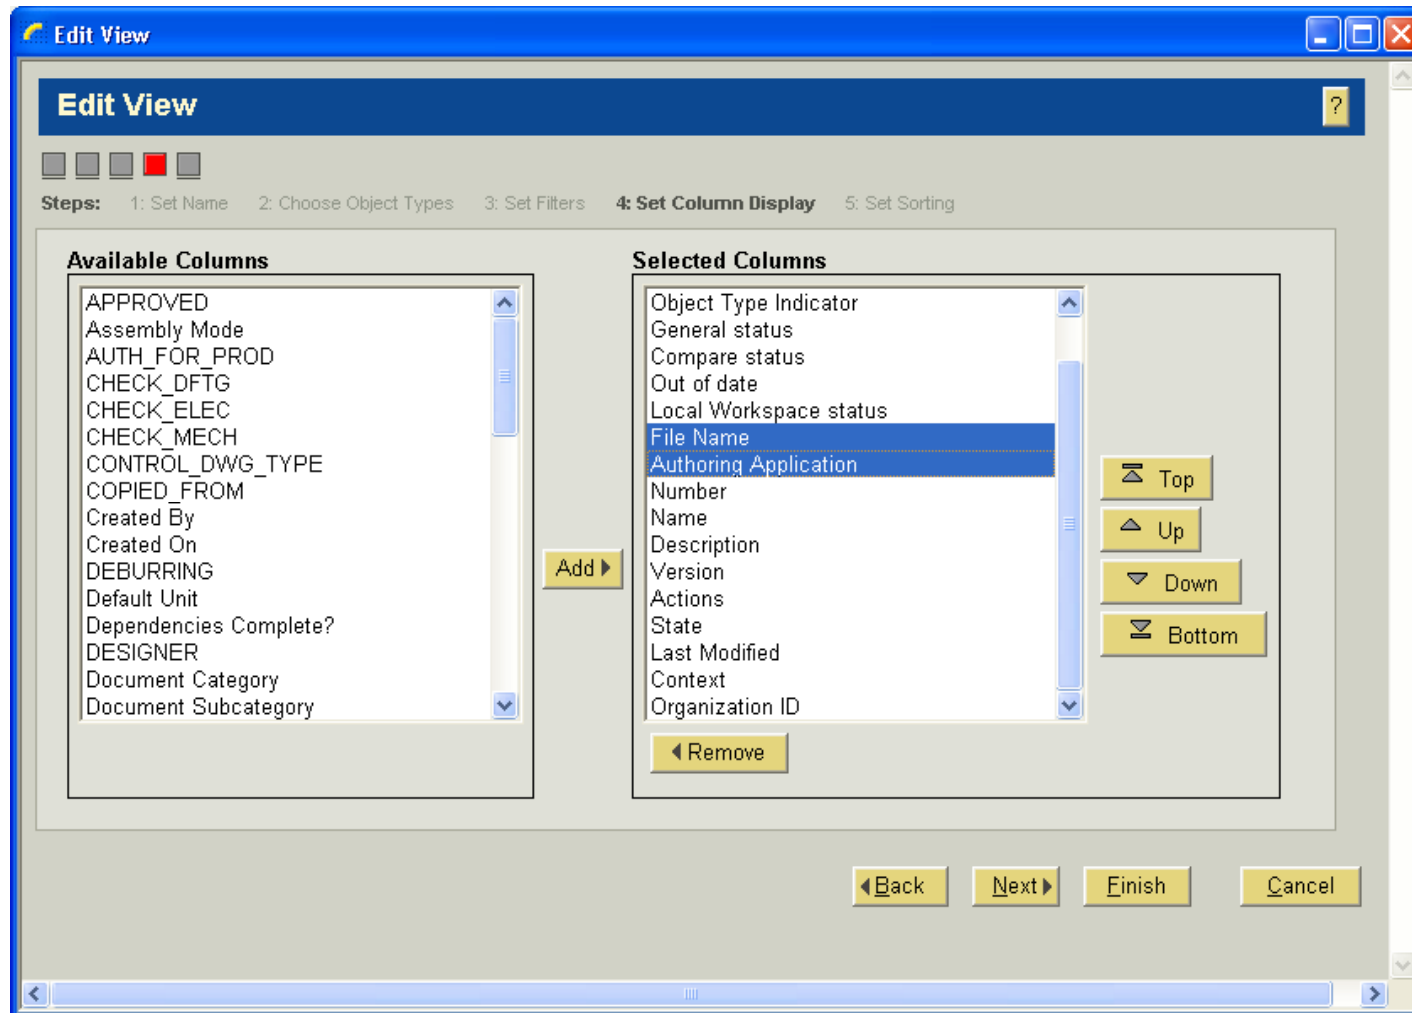 Edit View
Edit View
?
Steps: 1: Set Name 2: Choose Object Types 3: Set Filters 4: Set Column Display 5: Set Sorting
Available Columns
APPROVED
Assembly Mode
AUTH_FOR_PROD
CHECK_DFTG
CHECK_ELEC
CHECK_MECH
CONTROL_DWG_TYPE
COPIED_FROM
Created By
Created On
DEBURRING
Default Unit
Dependencies Complete?
DESIGNER
Document Category
Document Subcategory
Add
Selected Columns
Object Type Indicator
General status
Compare status
Out of date
Local Workspace status
File Name
Authoring Application
Number
Name
Description
Version
Actions
State
Last Modified
Context
Organization ID
Remove
Top
Up
Down
Bottom
Back Next Finish Cancel